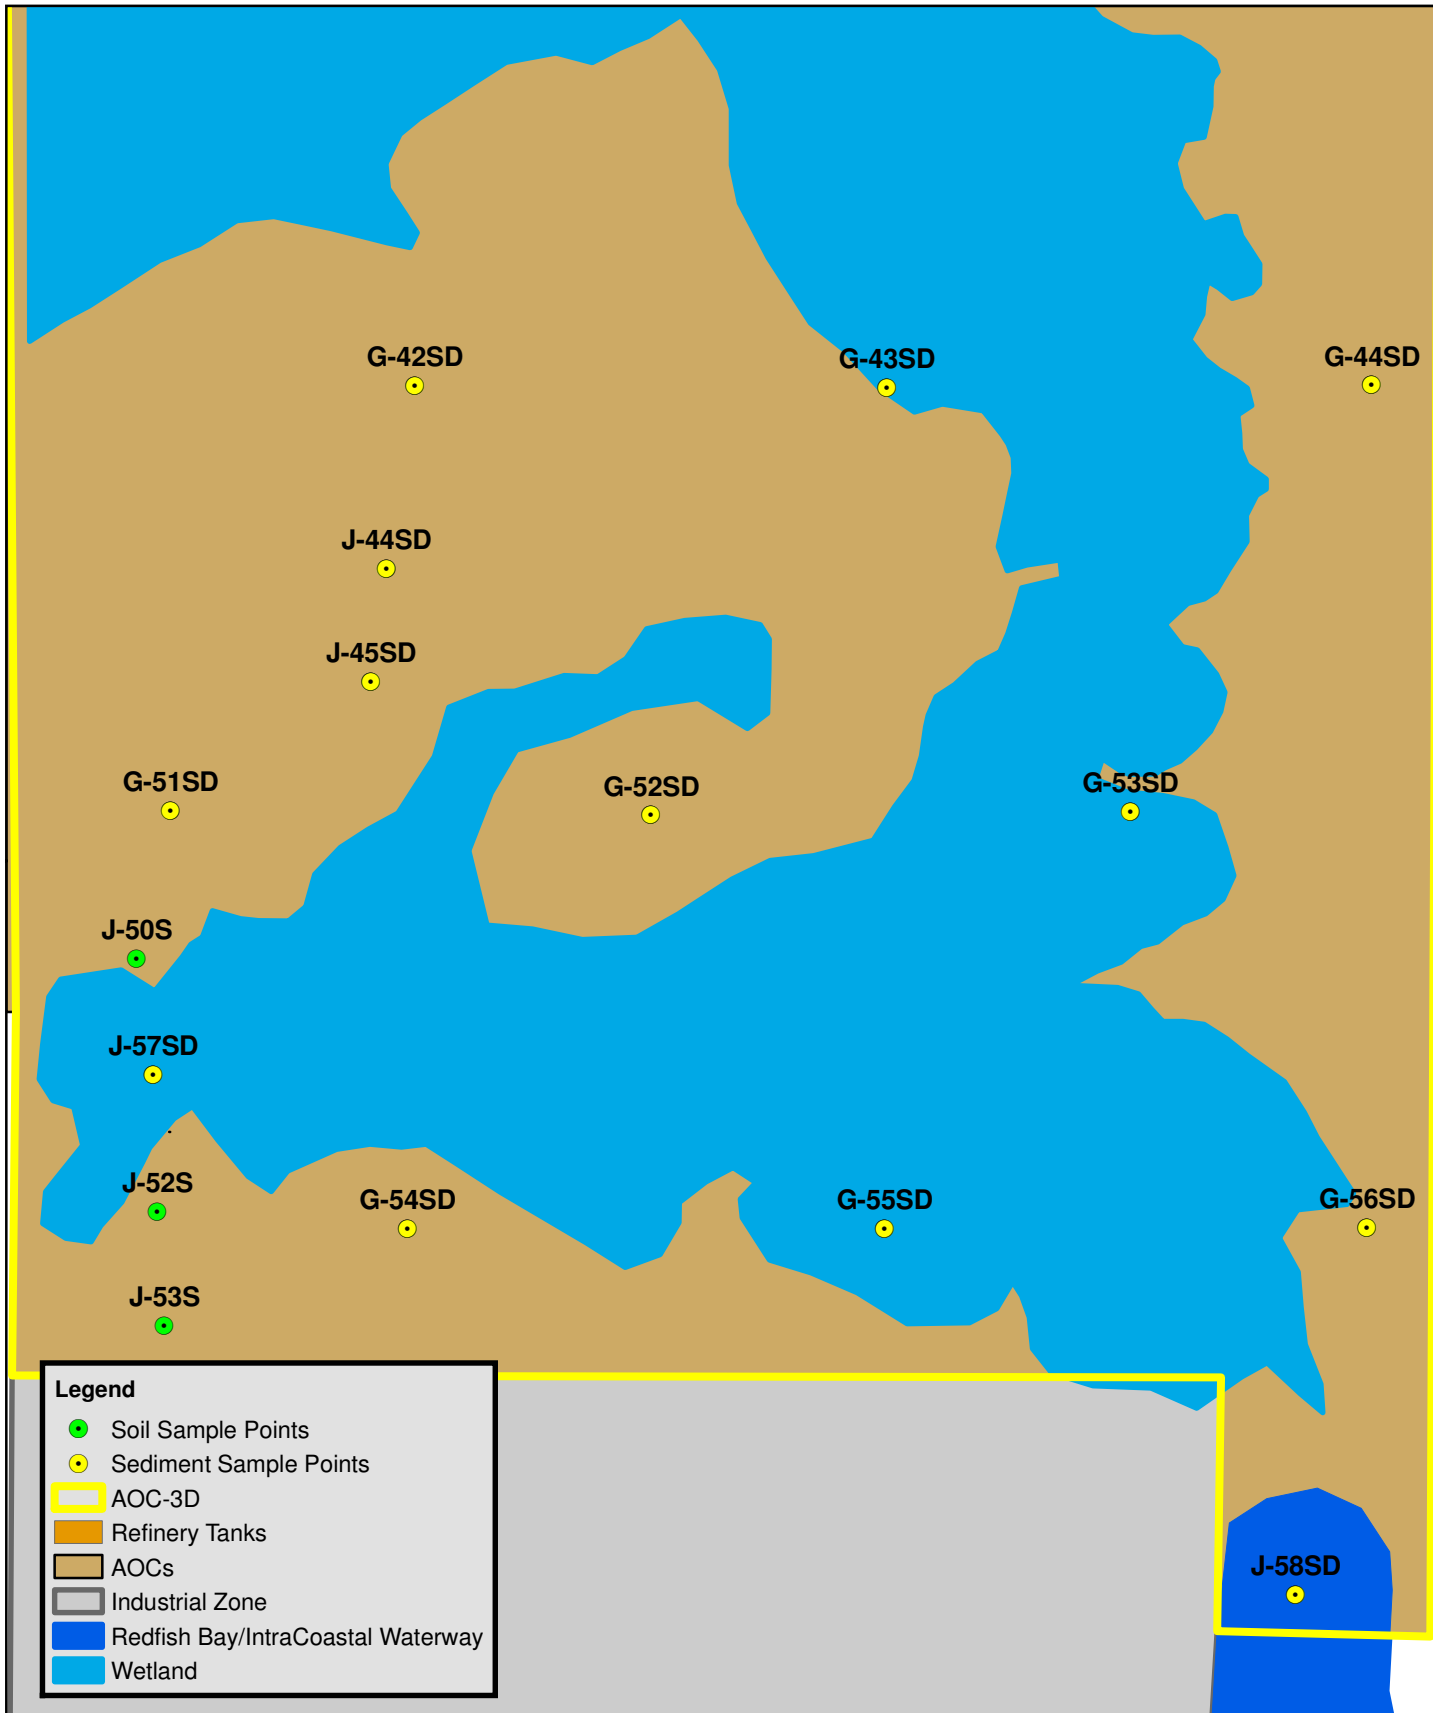 G-42SD
G-43SD
G-44SD
J-44SD
J-45SD
G-51SD
G-52SD
G-53SD
J-50S
J-57SD
J-52S
G-54SD
G-55SD
G-56SD
J-53S
Legend
Soil Sample Points
Sediment Sample Points
AOC-3D
Refinery Tanks
AOCs
Industrial Zone
Redfish Bay/IntraCoastal Waterway
Wetland
J-58SD